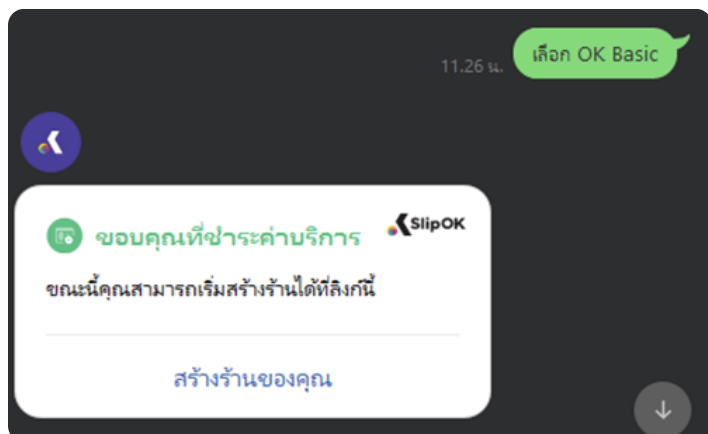 เลือก OK Basic
11.26 น.
SlipOK
ขอบคุณที่ชำระค่าบริการ
ขณะนี้คุณสามารถเริ่มสร้างร้านได้ที่ลิงก์นี้
สร้างร้านของคุณ